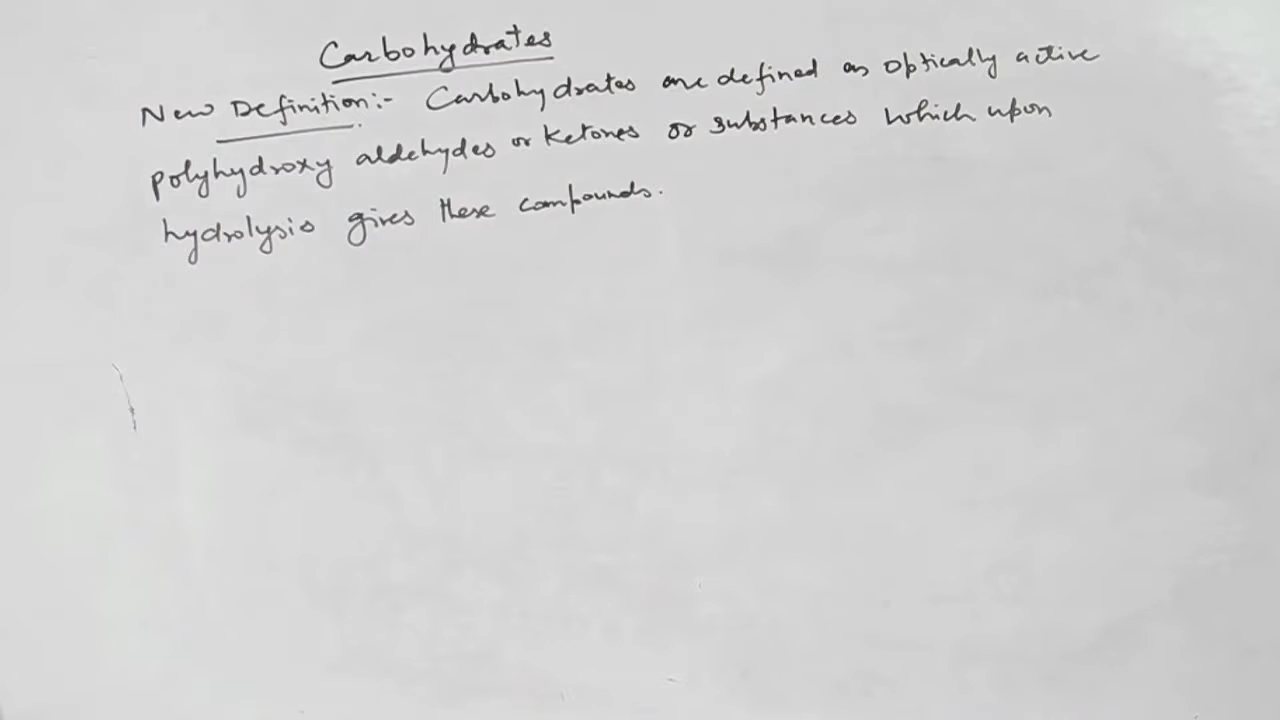 Carbohydrates
New Definition:- Carbohydrates are defined as optically active
polyhydroxy aldehydes or ketones or substances which upon
hydrolysis gives these compounds.